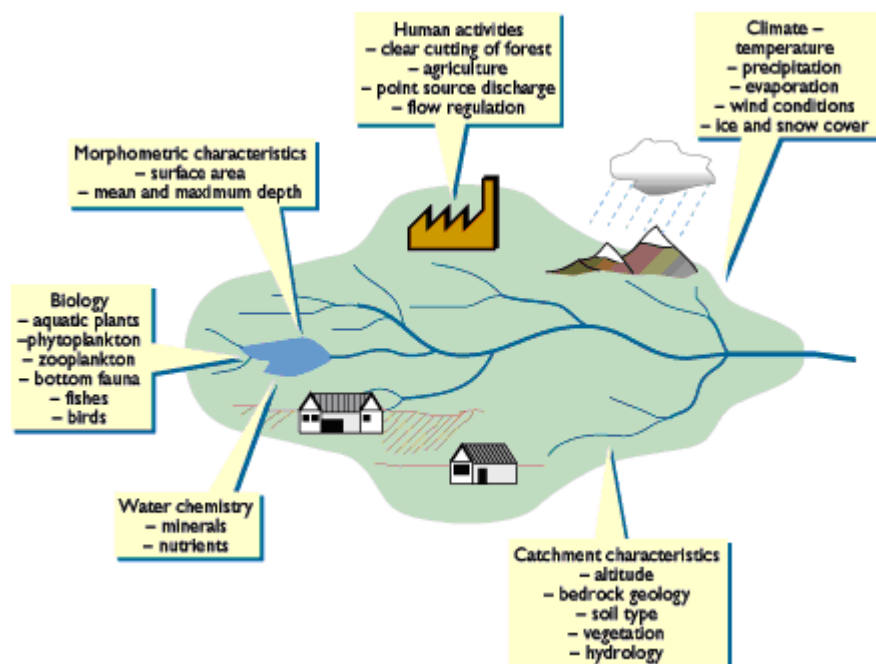 Human activities
– clear cutting of forest
– agriculture
– point source discharge
– flow regulation
Climate –
temperature
– precipitation
– evaporation
– wind conditions
– ice and snow cover
Morphometric characteristics
– surface area
– mean and maximum depth
Biology
– aquatic plants
–phytoplankton
– zooplankton
– bottom fauna
– fishes
– birds
Water chemistry
– minerals
– nutrients
Catchment characteristics
– altitude
– bedrock geology
– soil type
– vegetation
– hydrology